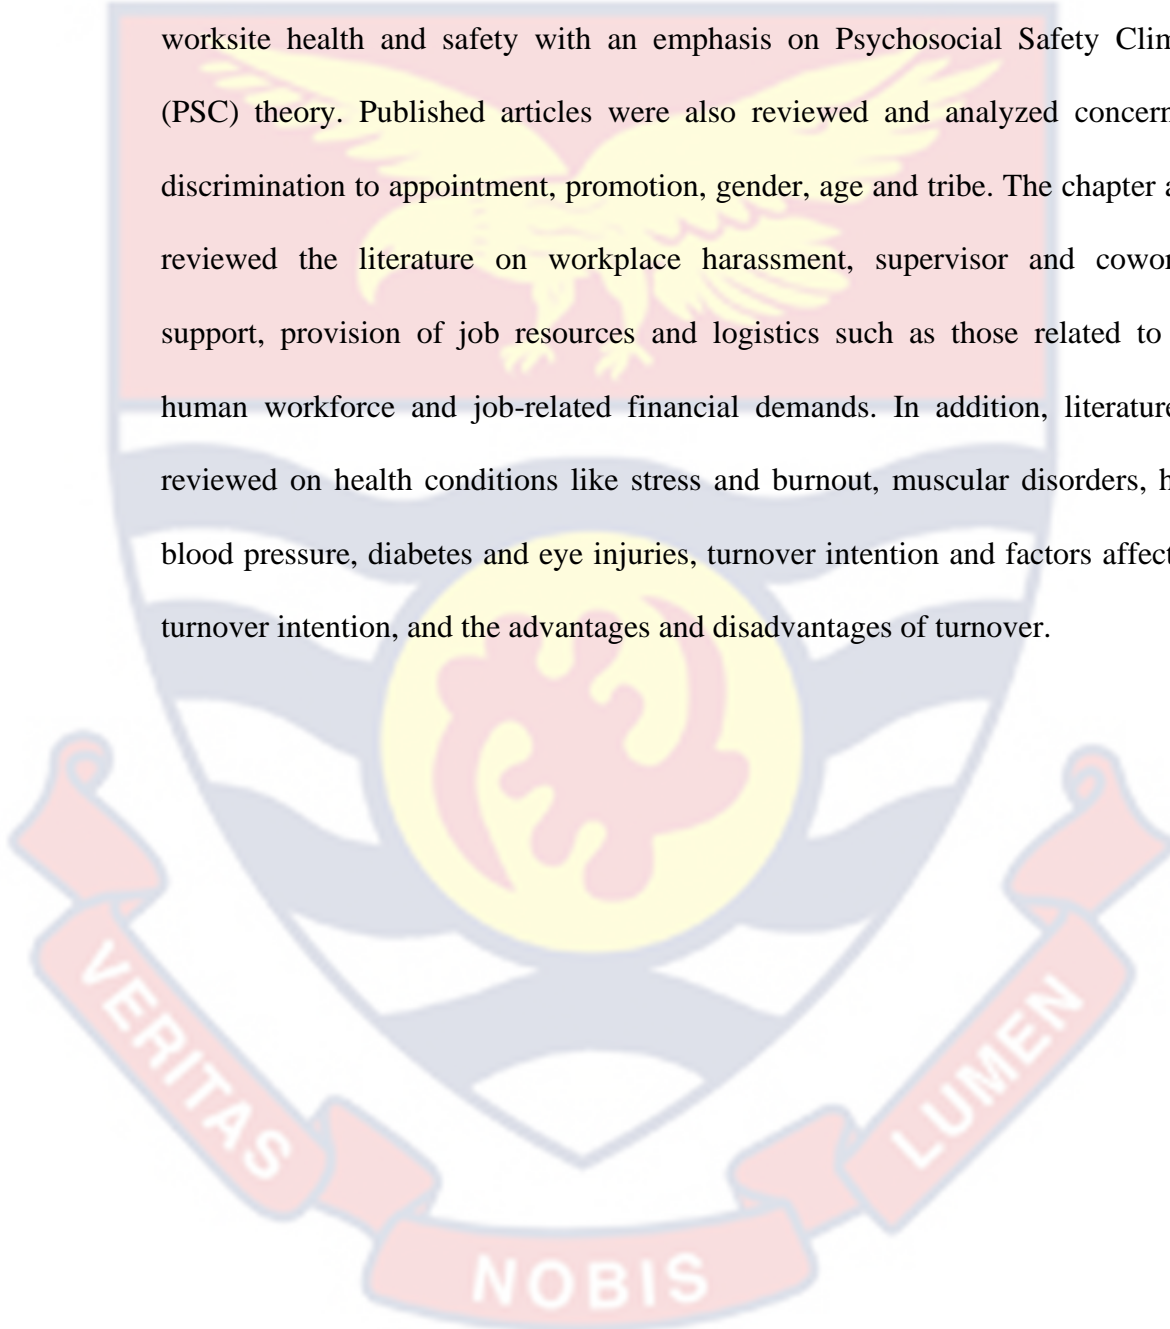 worksite health and safety with an emphasis on Psychosocial Safety Clim
(PSC) theory. Published articles were also reviewed and analyzed concern
discrimination to appointment, promotion, gender, age and tribe. The chapter a
reviewed the literature on workplace harassment, supervisor and cowor
support, provision of job resources and logistics such as those related to
human workforce and job-related financial demands. In addition, literature
reviewed on health conditions like stress and burnout, muscular disorders, h
blood pressure, diabetes and eye injuries, turnover intention and factors affect
turnover intention, and the advantages and disadvantages of turnover.
VERITAS
NOBIS
LUMEN